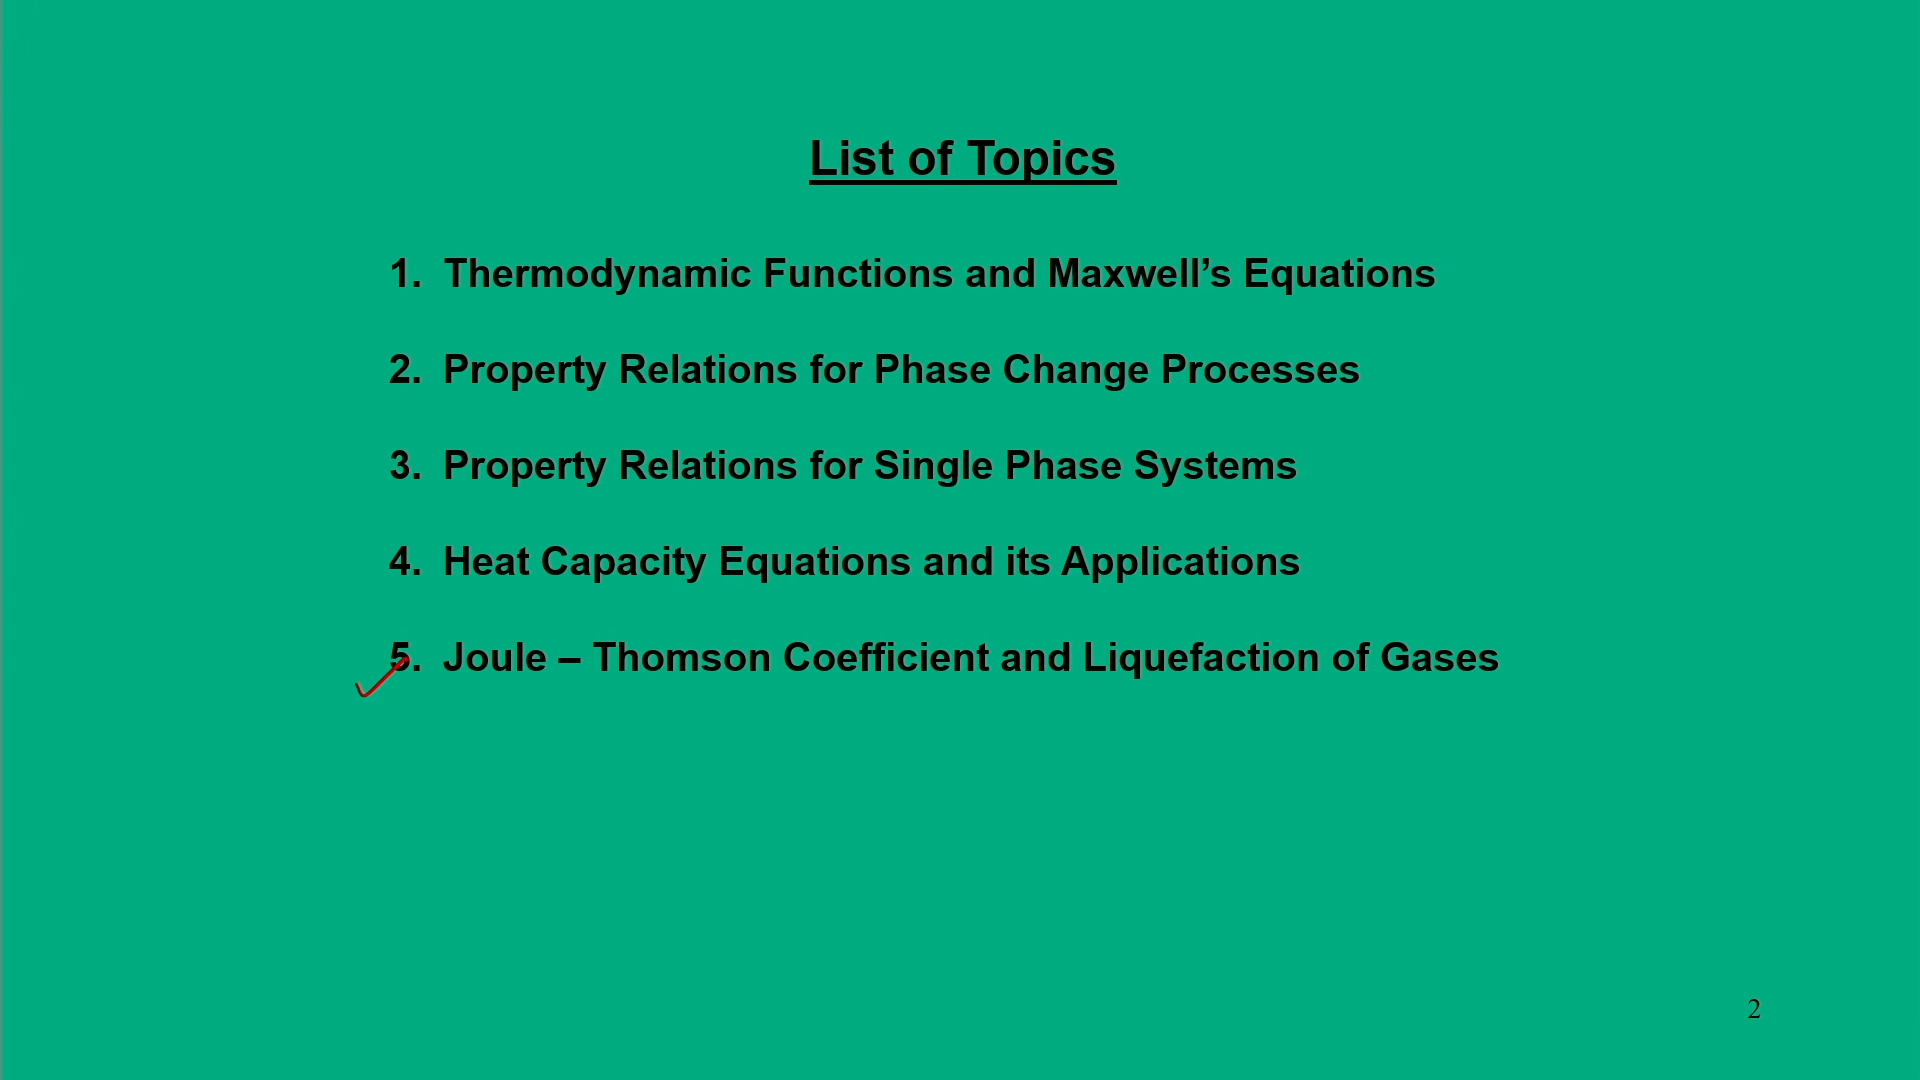 List of Topics
1. Thermodynamic Functions and Maxwell’s Equations
2. Property Relations for Phase Change Processes
3. Property Relations for Single Phase Systems
4. Heat Capacity Equations and its Applications
5. Joule – Thomson Coefficient and Liquefaction of Gases
2